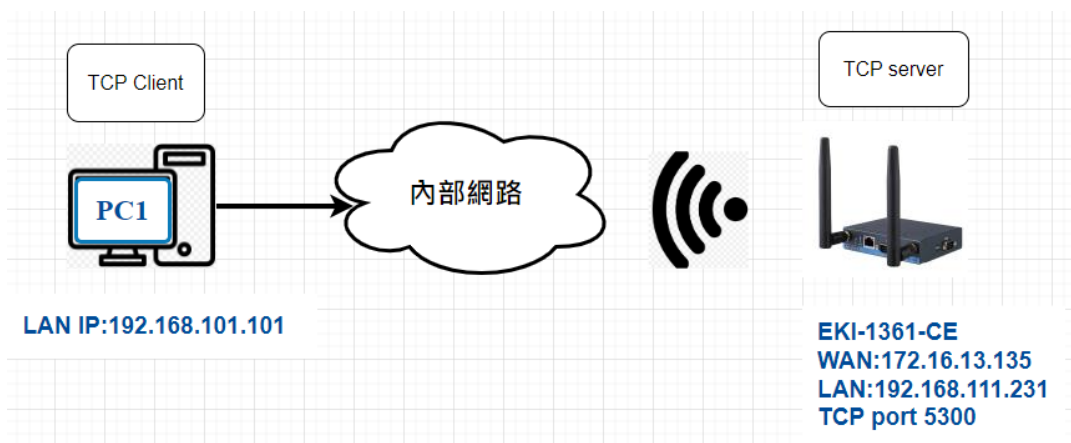 TCP Client
TCP server
PC1
內部網路
LAN IP:192.168.101.101
EKI-1361-CE
WAN:172.16.13.135
LAN:192.168.111.231
TCP port 5300